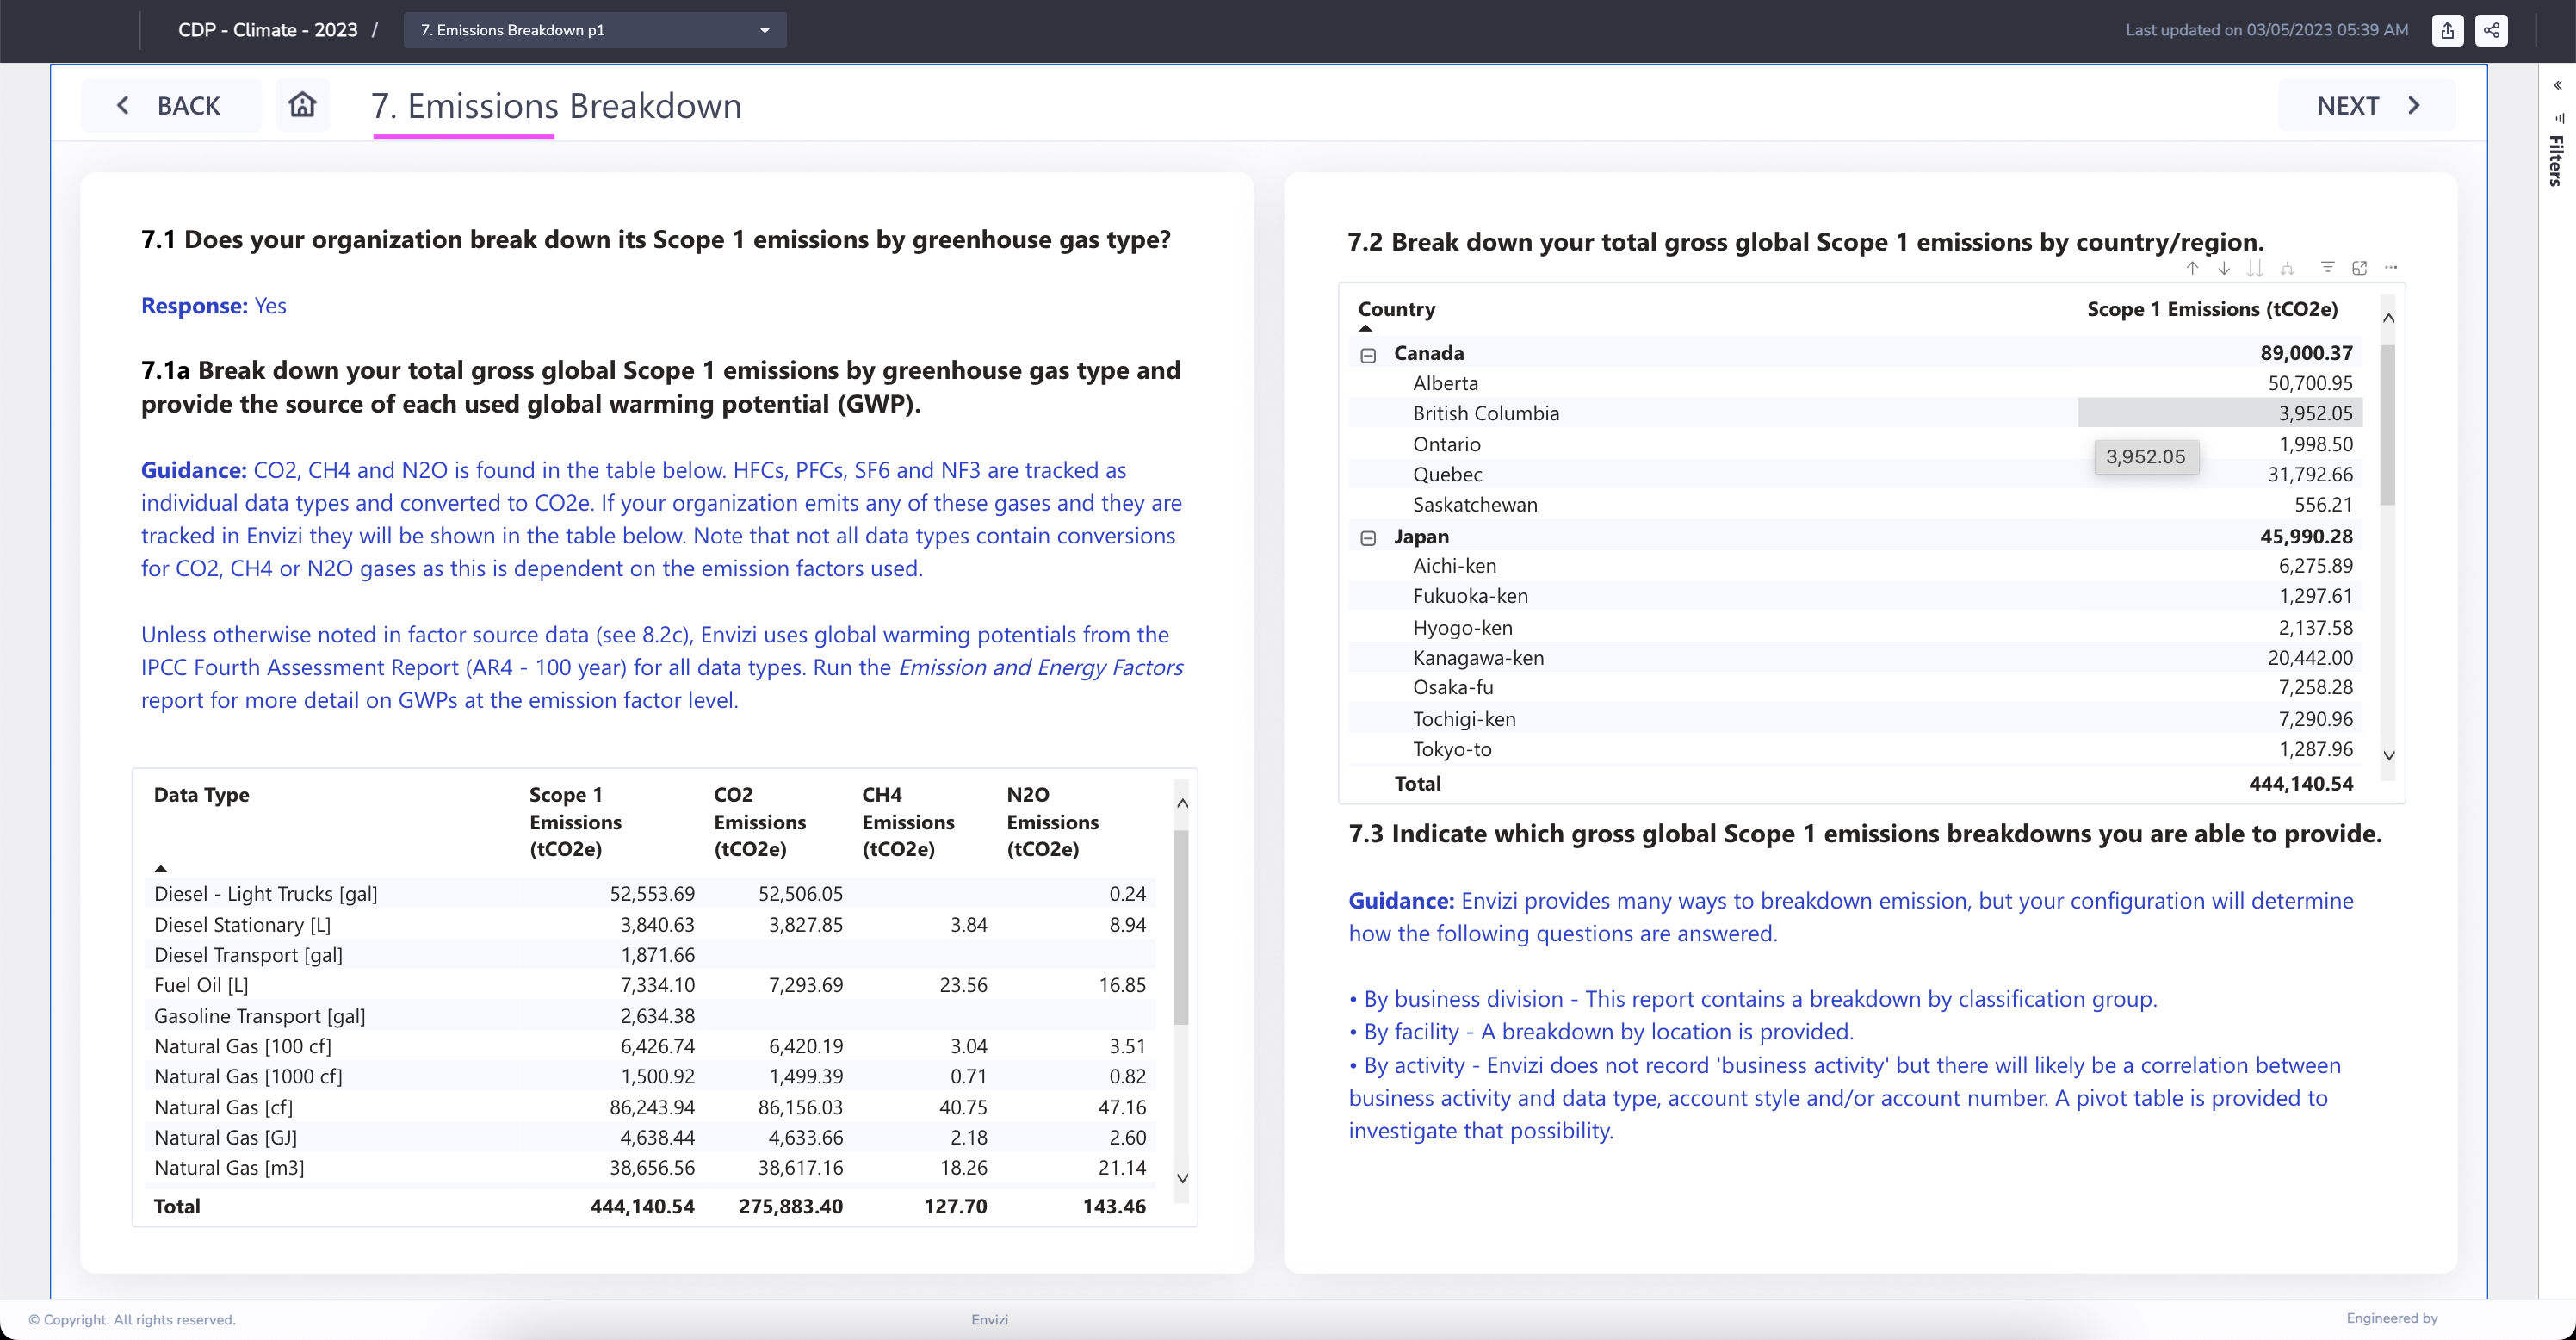 CDP - Climate - 2023 / 7. Emissions Breakdown p1
Last updated on 03/05/2023 05:39 AM
BACK
7. Emissions Breakdown
NEXT
Filters
7.1 Does your organization break down its Scope 1 emissions by greenhouse gas type?
Response: Yes
7.1a Break down your total gross global Scope 1 emissions by greenhouse gas type and
provide the source of each used global warming potential (GWP).
Guidance: CO2, CH4 and N2O is found in the table below. HFCs, PFCs, SF6 and NF3 are tracked as
individual data types and converted to CO2e. If your organization emits any of these gases and they are
tracked in Envizi they will be shown in the table below. Note that not all data types contain conversions
for CO2, CH4 or N2O gases as this is dependent on the emission factors used.
Unless otherwise noted in factor source data (see 8.2c), Envizi uses global warming potentials from the
IPCC Fourth Assessment Report (AR4 - 100 year) for all data types. Run the Emission and Energy Factors
report for more detail on GWPs at the emission factor level.
Data Type Scope 1 CO2 CH4 N2O
Emissions Emissions Emissions Emissions
(tCO2e) (tCO2e) (tCO2e) (tCO2e)
Diesel - Light Trucks [gal] 52,553.69 52,506.05 0.24
Diesel Stationary [L] 3,840.63 3,827.85 3.84 8.94
Diesel Transport [gal] 1,871.66
Fuel Oil [L] 7,334.10 7,293.69 23.56 16.85
Gasoline Transport [gal] 2,634.38
Natural Gas [100 cf] 6,426.74 6,420.19 3.04 3.51
Natural Gas [1000 cf] 1,500.92 1,499.39 0.71 0.82
Natural Gas [cf] 86,243.94 86,156.03 40.75 47.16
Natural Gas [GJ] 4,638.44 4,633.66 2.18 2.60
Natural Gas [m3] 38,656.56 38,617.16 18.26 21.14
Total 444,140.54 275,883.40 127.70 143.46
7.2 Break down your total gross global Scope 1 emissions by country/region.
Country Scope 1 Emissions (tCO2e)
Canada 89,000.37
Alberta 50,700.95
British Columbia 3,952.05
Ontario 1,998.50
3,952.05
Quebec 31,792.66
Saskatchewan 556.21
Japan 45,990.28
Aichi-ken 6,275.89
Fukuoka-ken 1,297.61
Hyogo-ken 2,137.58
Kanagawa-ken 20,442.00
Osaka-fu 7,258.28
Tochigi-ken 7,290.96
Tokyo-to 1,287.96
Total 444,140.54
7.3 Indicate which gross global Scope 1 emissions breakdowns you are able to provide.
Guidance: Envizi provides many ways to breakdown emission, but your configuration will determine
how the following questions are answered.
• By business division - This report contains a breakdown by classification group.
• By facility - A breakdown by location is provided.
• By activity - Envizi does not record 'business activity' but there will likely be a correlation between
business activity and data type, account style and/or account number. A pivot table is provided to
investigate that possibility.
© Copyright. All rights reserved.
Envizi
Engineered by